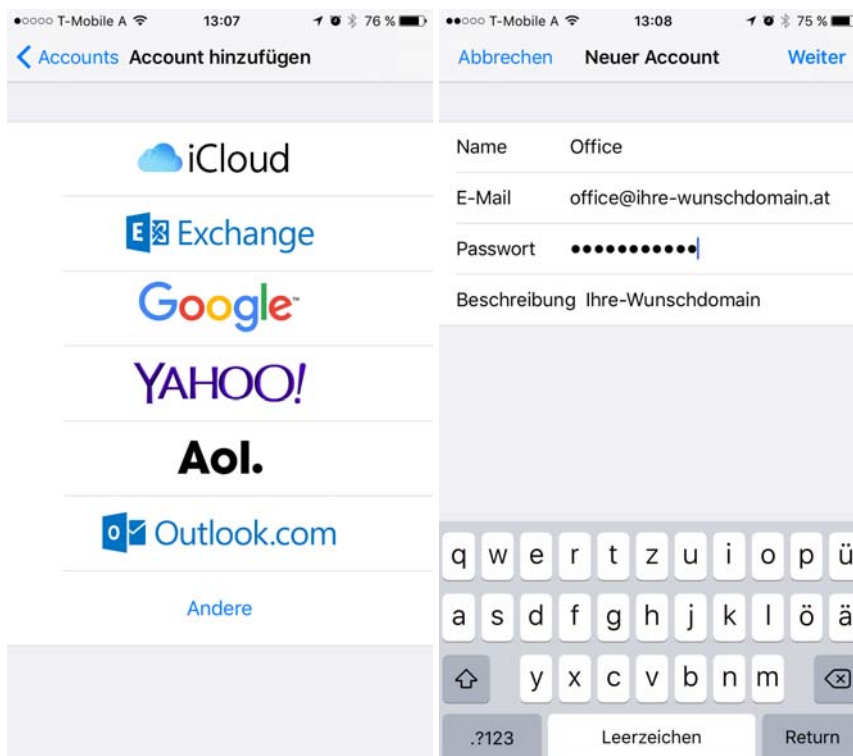 T-Mobile A 13:07 76 %
Accounts Account hinzufügen
iCloud
E Exchange
Google™
YAHOO!
Aol.
o Outlook.com
Andere
T-Mobile A 13:08 75 %
Abbrechen Neuer Account Weiter
Name Office
E-Mail office@ihre-wunschdomain.at
Passwort •••••••••••
Beschreibung Ihre-Wunschdomain
q w e r t z u i o p ü
a s d f g h j k l ö ä
y x c v b n m
.?123 Leerzeichen Return